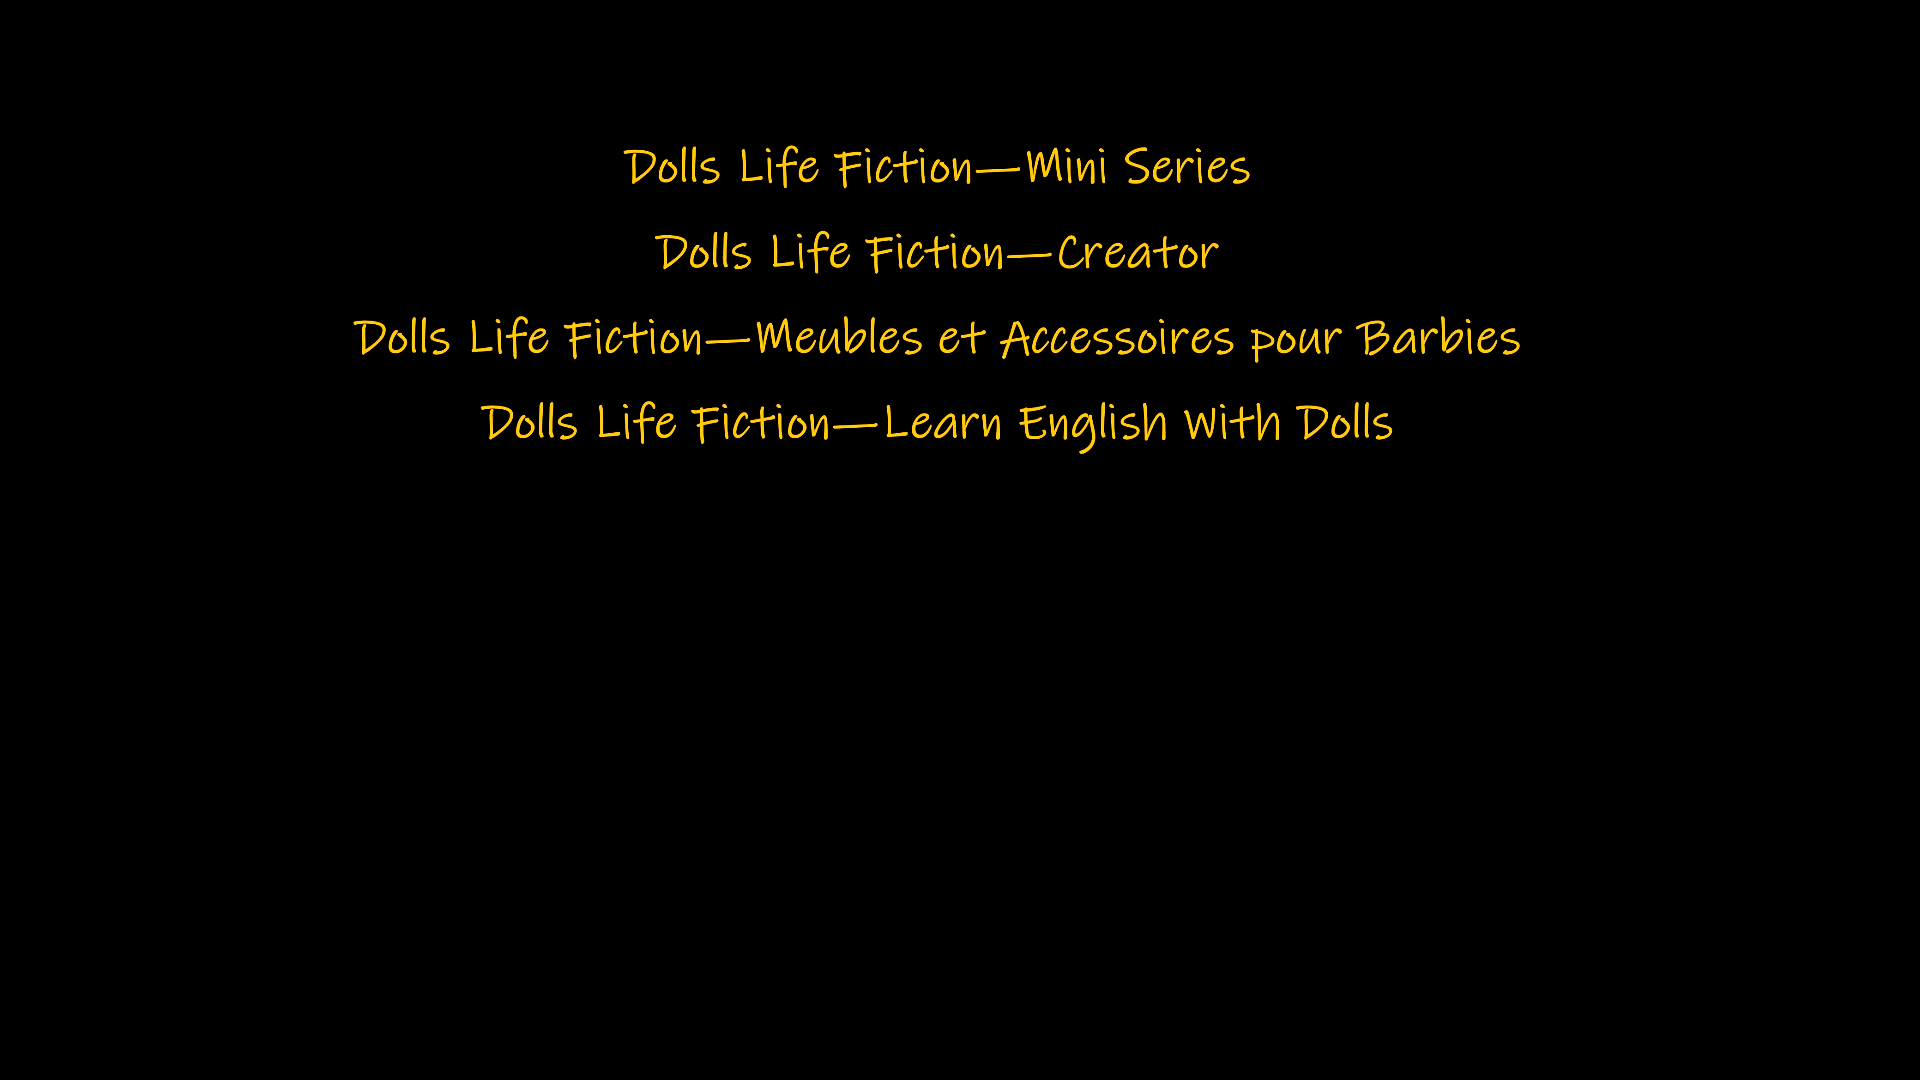 Dolls Life Fiction—Mini Series
Dolls Life Fiction—Creator
Dolls Life Fiction—Meubles et Accessoires pour Barbies
Dolls Life Fiction—Learn English With Dolls